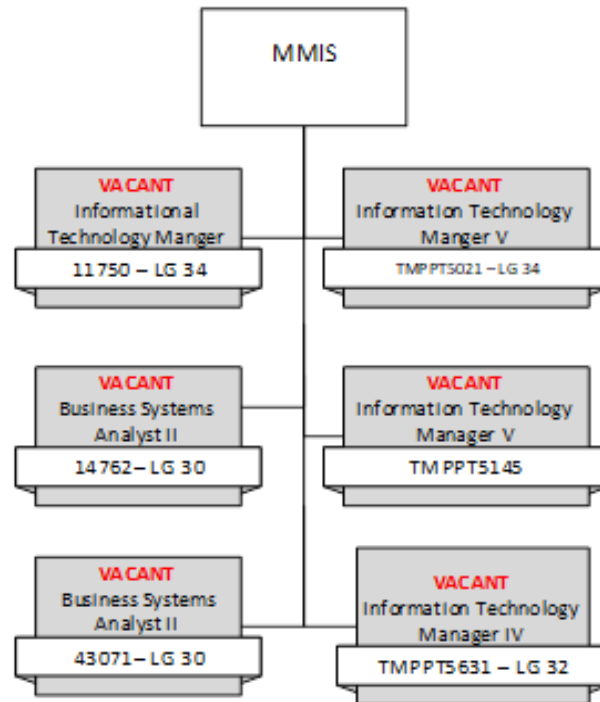 MMIS
VACANT
Informational
Technology Manger
11750 – LG 34
VACANT
Information Technology
Manger V
TMPPT5021 – LG 34
VACANT
Business Systems
Analyst II
14762– LG 30
VACANT
Information Technology
Manager V
TMPPT5145
VACANT
Business Systems
Analyst II
43071– LG 30
VACANT
Information Technology
Manager IV
TMPPT5631 – LG 32